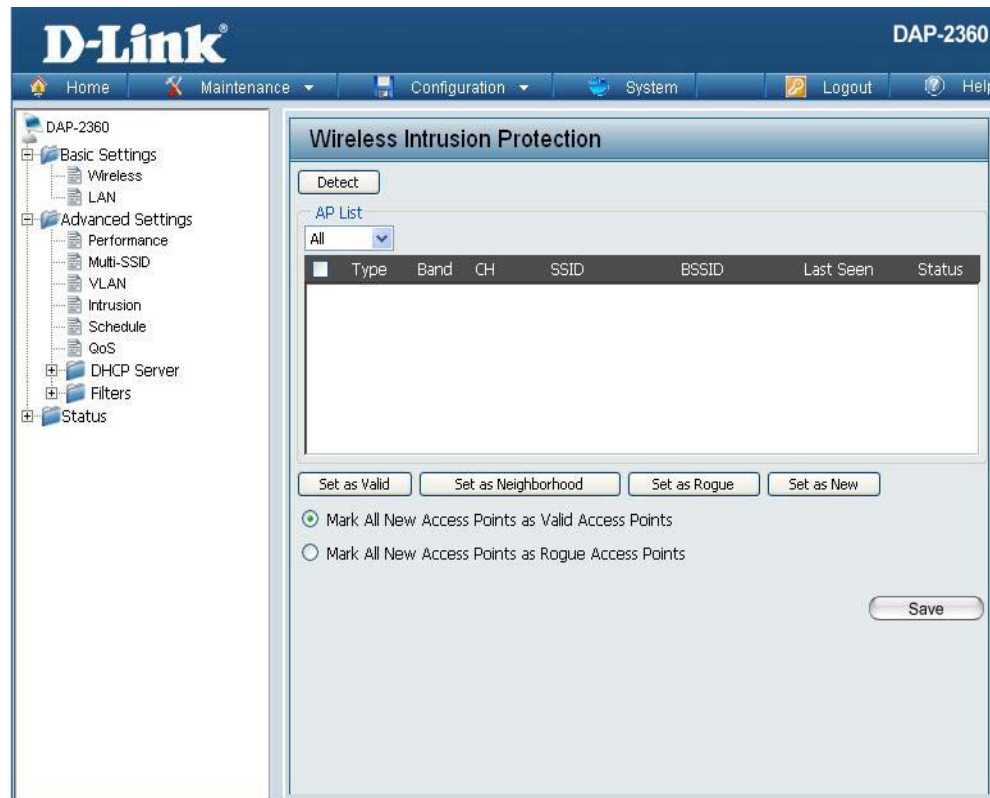 D-Link®
DAP-2360
Home Maintenance Configuration System Logout Help
DAP-2360
Basic Settings
Wireless
LAN
Advanced Settings
Performance
Multi-SSID
VLAN
Intrusion
Schedule
QoS
DHCP Server
Filters
Status
Wireless Intrusion Protection
Detect
AP List
All
Type Band CH SSID BSSID Last Seen Status
Set as Valid Set as Neighborhood Set as Rogue Set as New
Mark All New Access Points as Valid Access Points
Mark All New Access Points as Rogue Access Points
Save